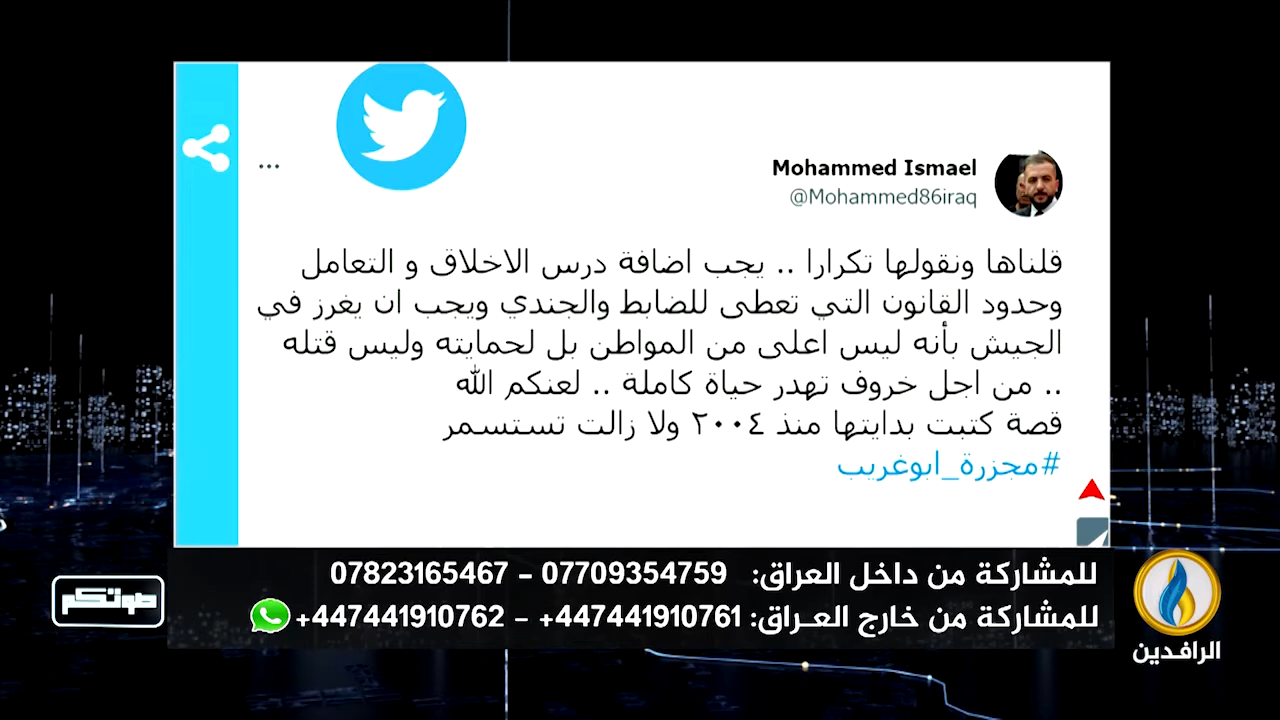 Mohammed Ismael
@Mohammed86iraq
...
قلناها ونقولها تكرارا .. يجب اضافة درس الاخلاق و التعامل
وحدود القانون التي تعطى للضابط والجندي ويجب ان يغرز في
الجيش بأنه ليس اعلى من المواطن بل لحمايته وليس قتله
.. من اجل خروف تهدر حياة كاملة .. لعنكم الله
قصة كتبت بدايتها منذ ٢٠٠٤ ولا زالت تستسمر
#مجزرة_ابوغريب
للمشاركة من داخل العراق: 07709354759 - 07823165467
للمشاركة من خارج العـراق: 447441910761+ - 447441910762+
صوتكم
الرافدين